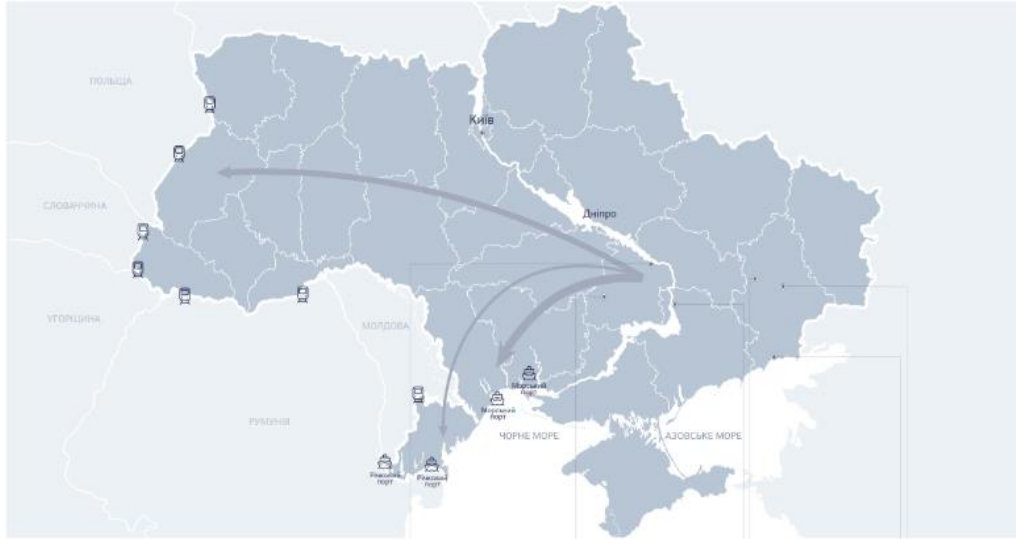 ПОЛЬЩА
Київ
СЛОВАЧЧИНА
Дніпро
УГОРЩИНА
МОЛДОВА
Морський
порт
Морський
порт
РУМУНІЯ
ЧОРНЕ МОРЕ
АЗОВСЬКЕ МОРЕ
Річковий
порт
Річковий
порт